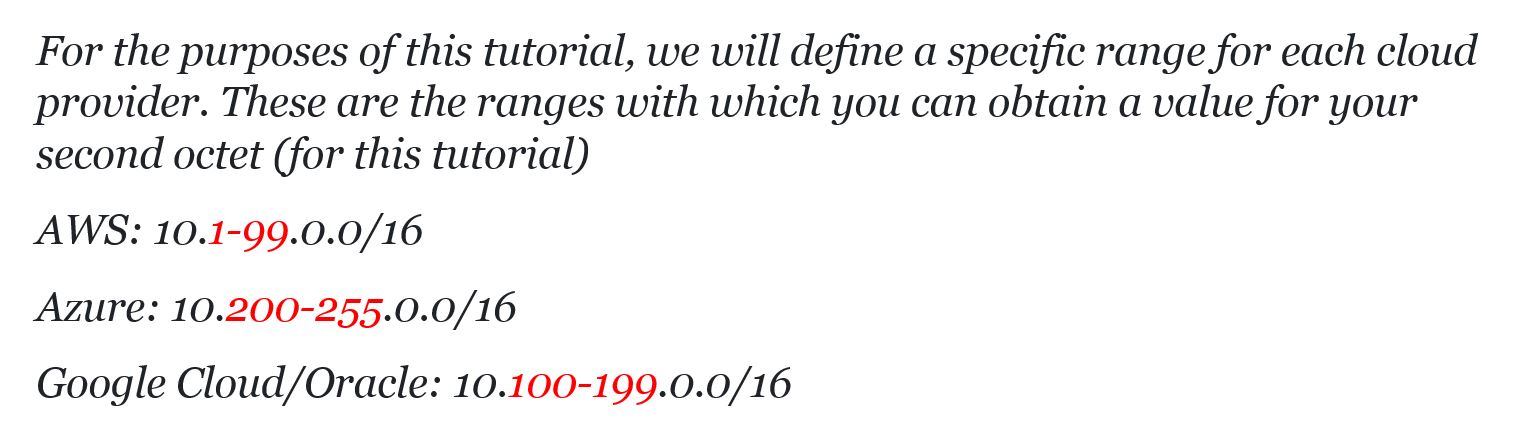 For the purposes of this tutorial, we will define a specific range for each cloud
provider. These are the ranges with which you can obtain a value for your
second octet (for this tutorial)
AWS: 10.1-99.0.0/16
Azure: 10.200-255.0.0/16
Google Cloud/Oracle: 10.100-199.0.0/16